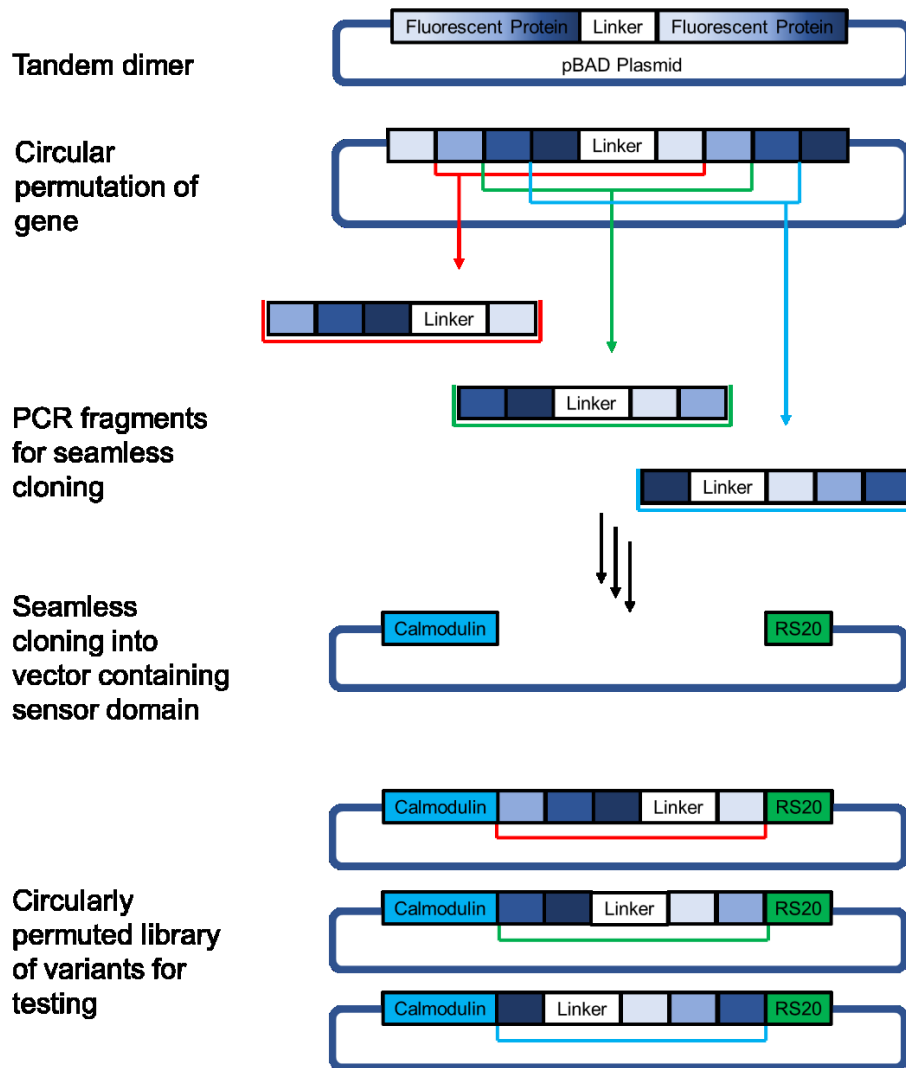 Tandem dimer
Fluorescent Protein Linker Fluorescent Protein
pBAD Plasmid
Circular
permutation of
gene
Linker
Linker
PCR fragments
for seamless
cloning
Linker
Linker
Seamless
cloning into
vector containing
sensor domain
Calmodulin RS20
Circularly
permuted library
of variants for
testing
Calmodulin Linker RS20
Calmodulin Linker RS20
Calmodulin Linker RS20